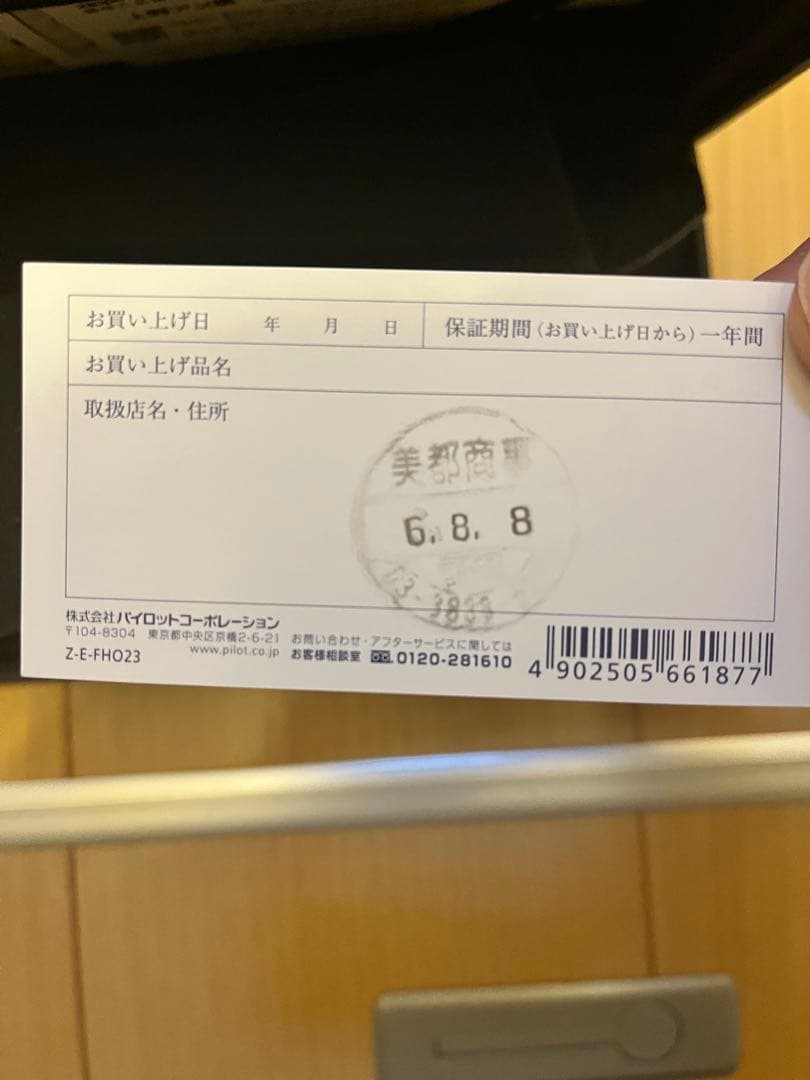 お買い上げ日 年 月 日
保証期間(お買い上げ日から)一年間
お買い上げ品名
取扱店名・住所
美都商
6. 8. 8
株式会社パイロットコーポレーション
〒104-8304 東京都中央区京橋2-6-21
www.pilot.co.jp
Z-E-FHO23
お問い合わせ・アフターサービスに関しては
お客様相談室 0120-281610
4 902505 661877